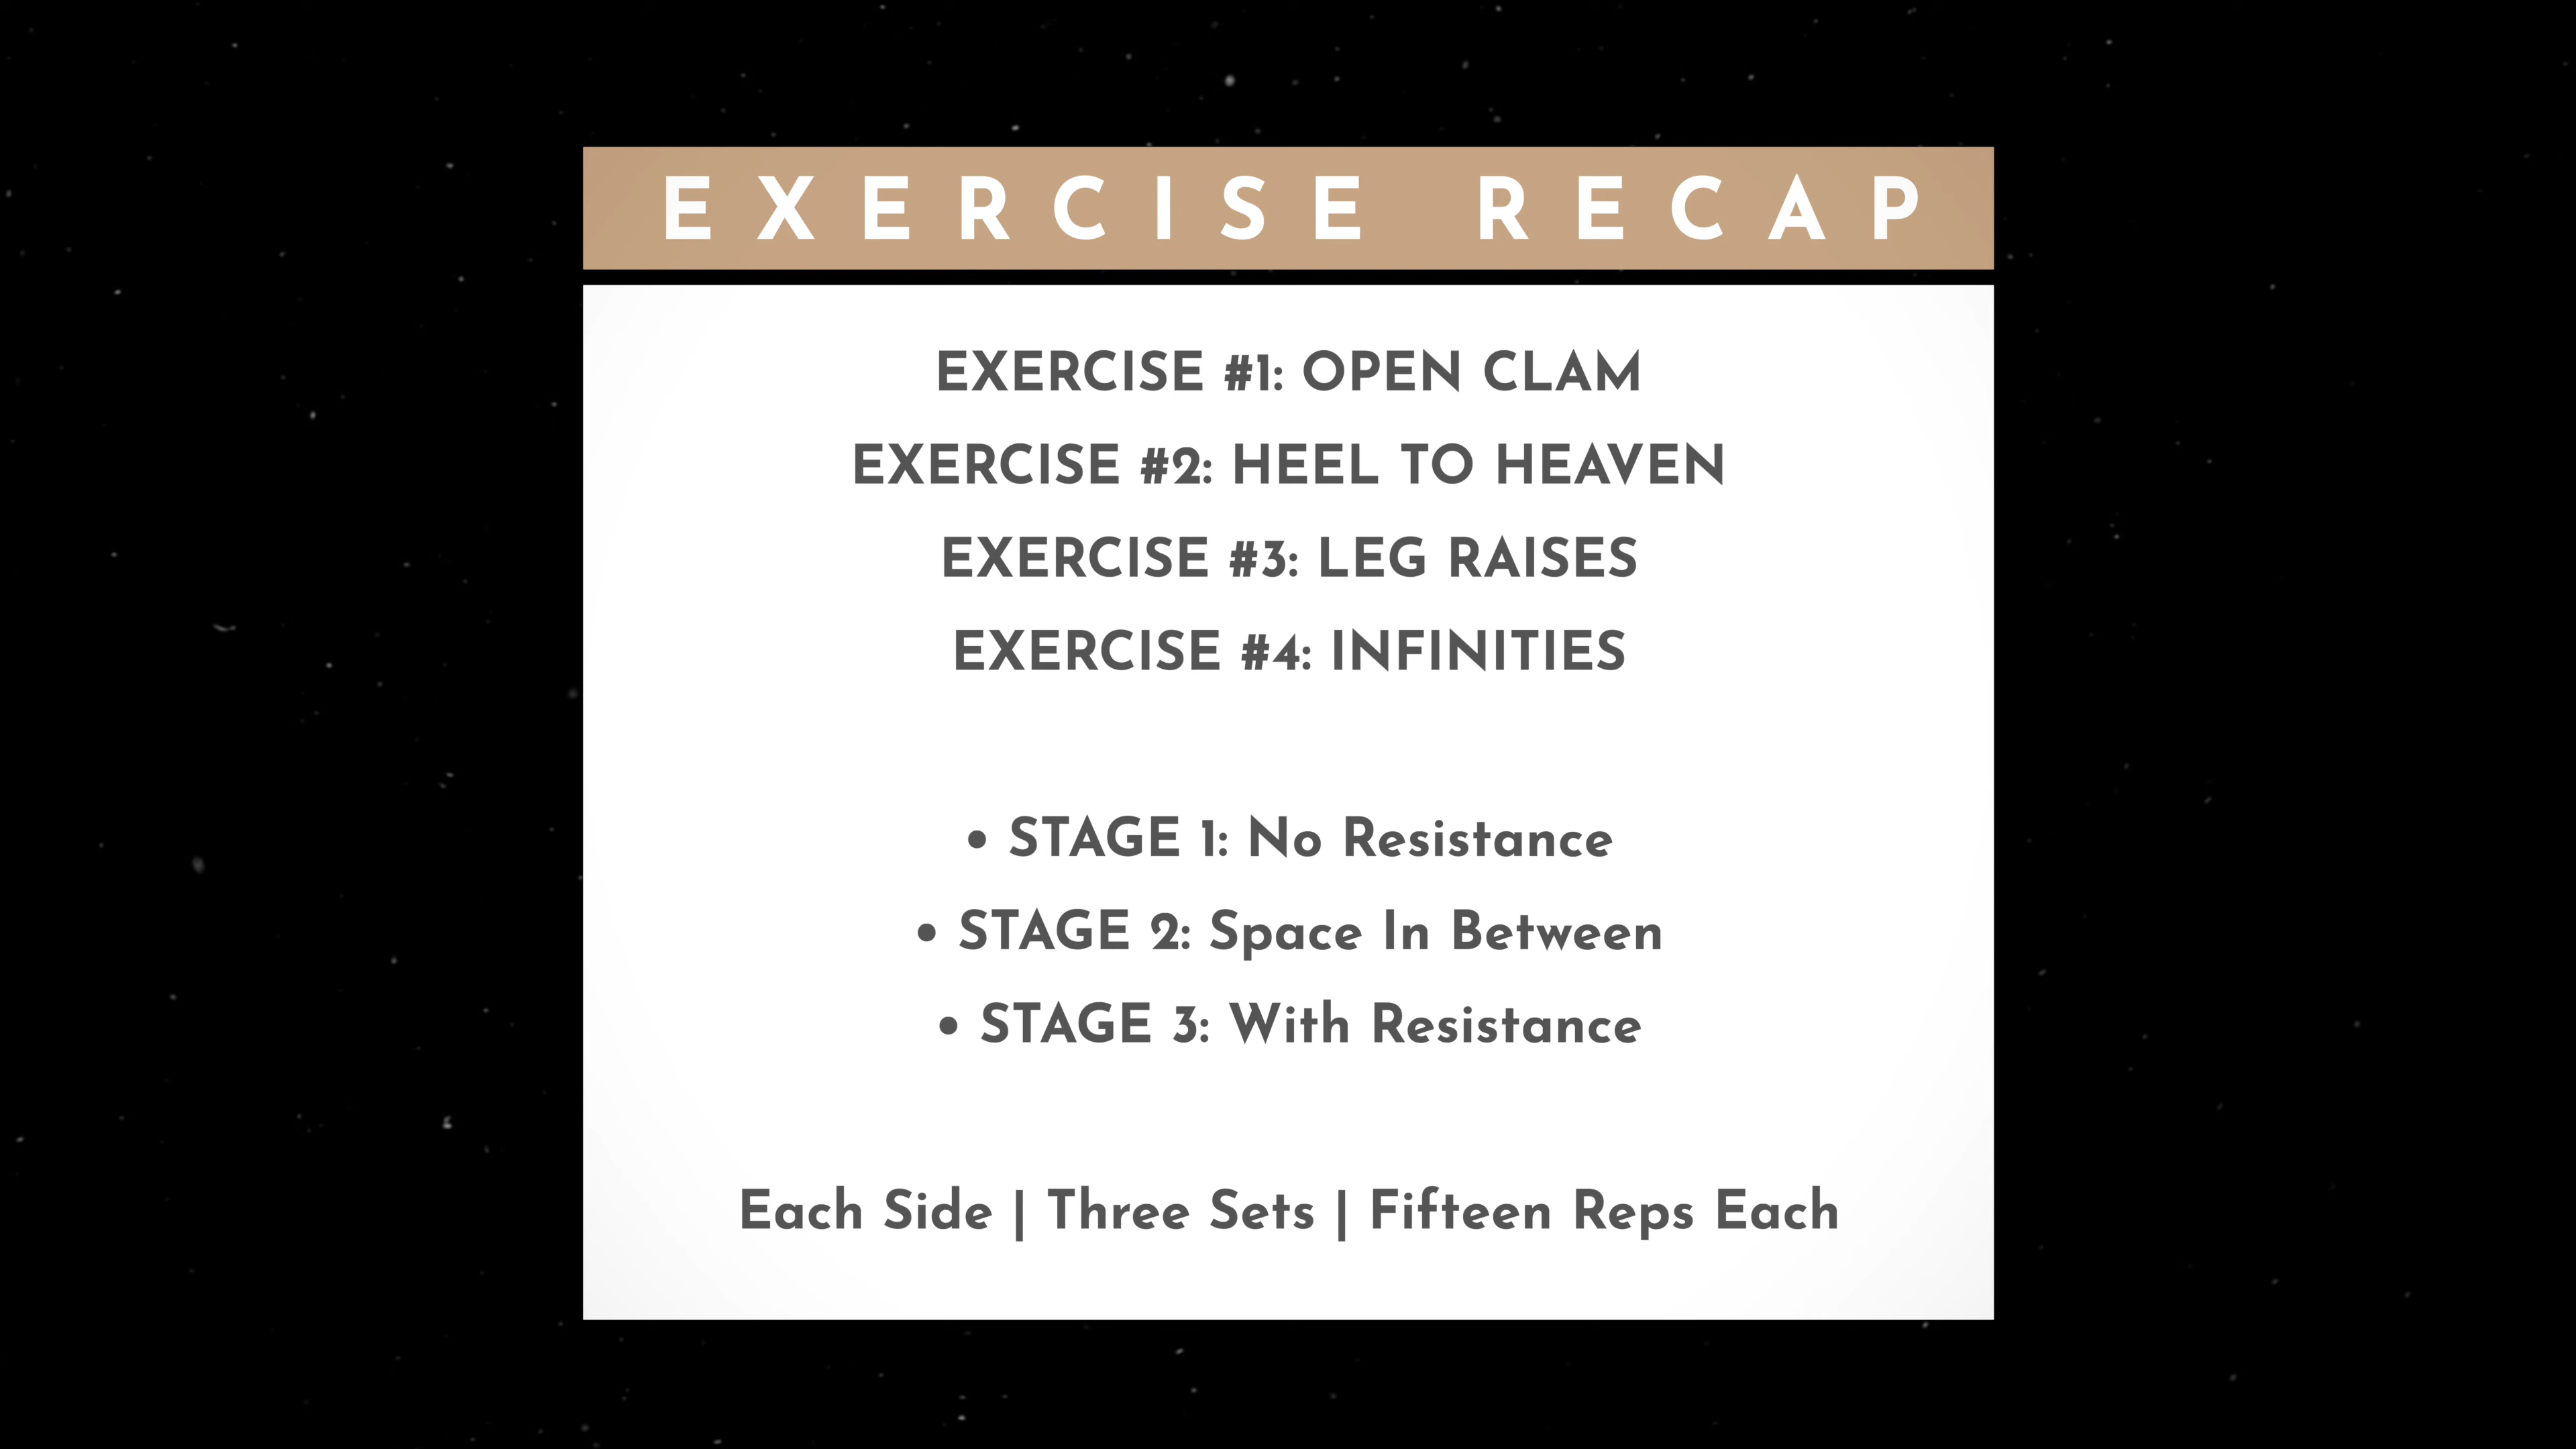 EXERCISE RECAP
EXERCISE #1: OPEN CLAM
EXERCISE #2: HEEL TO HEAVEN
EXERCISE #3: LEG RAISES
EXERCISE #4: INFINITIES
• STAGE 1: No Resistance
• STAGE 2: Space In Between
• STAGE 3: With Resistance
Each Side | Three Sets | Fifteen Reps Each